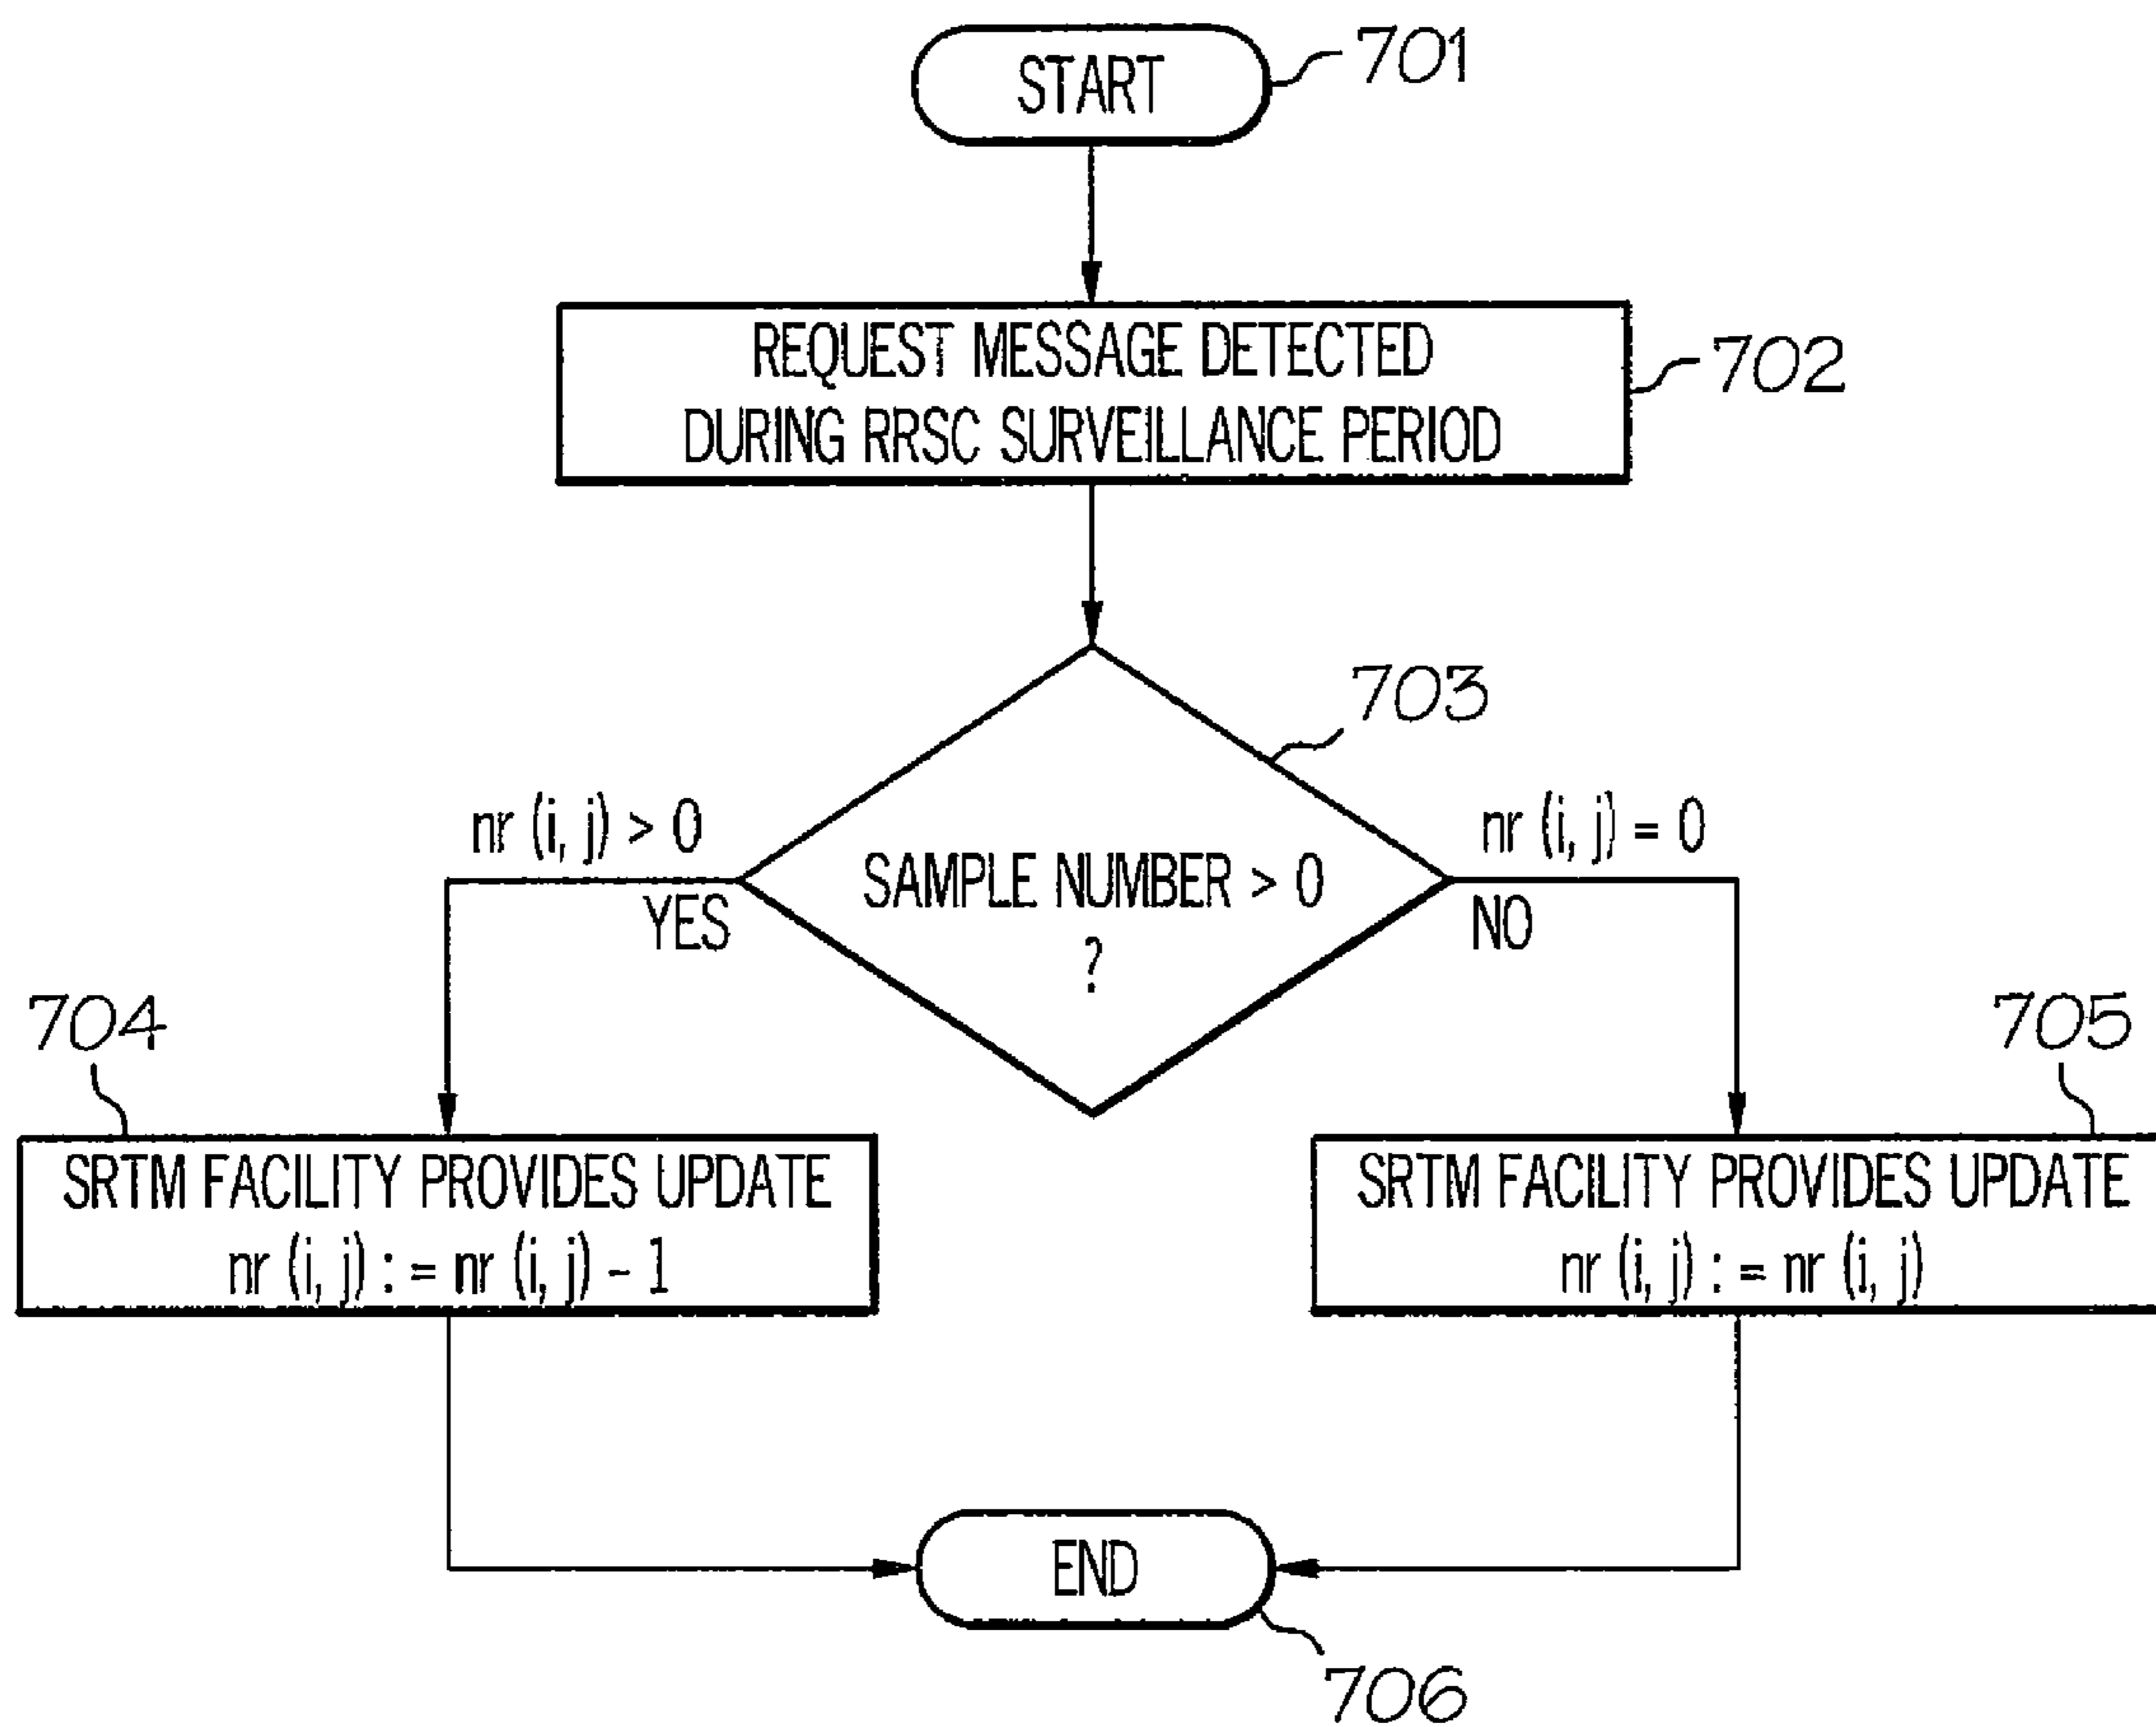 START
701
REQUEST MESSAGE DETECTED
DURING RRSC SURVEILLANCE PERIOD
702
703
nr (i, j) > 0
YES
SAMPLE NUMBER > 0
?
nr (i, j) = 0
NO
704
SRTM FACILITY PROVIDES UPDATE
nr (i, j) : = nr (i, j) - 1
705
SRTM FACILITY PROVIDES UPDATE
nr (i, j) : = nr (i, j)
END
706